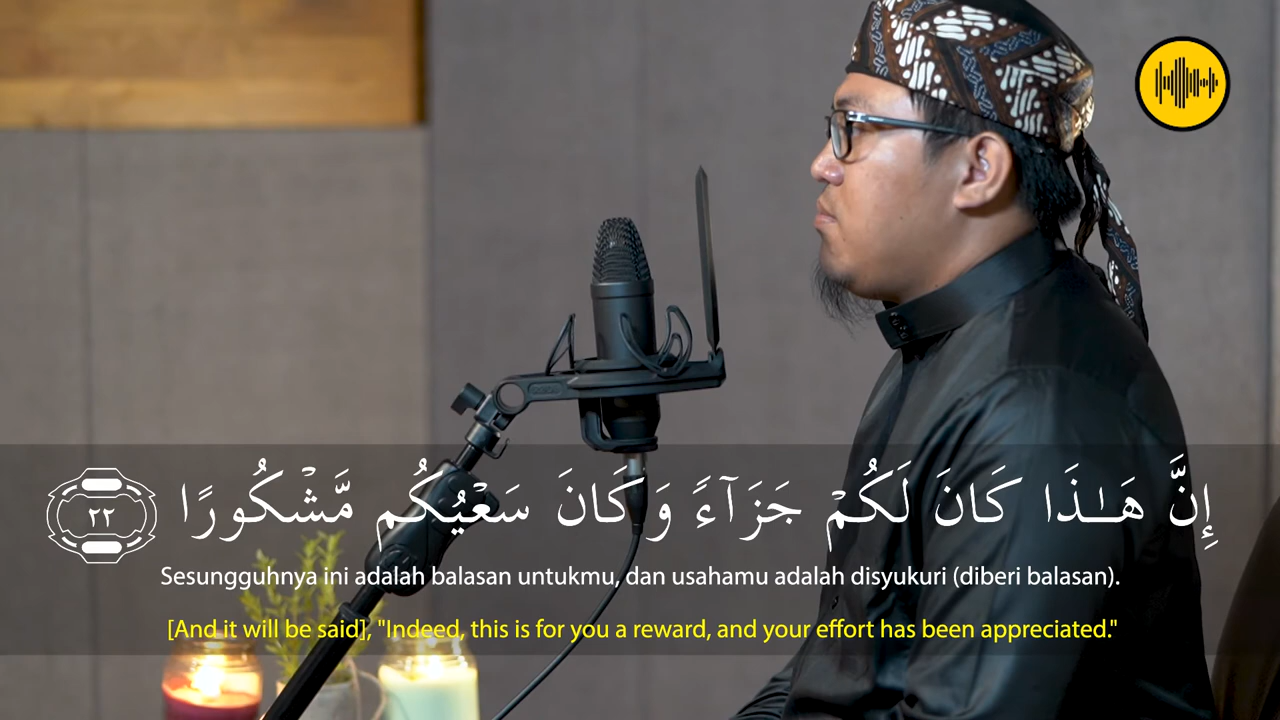 إِنَّ هَـٰذَا كَانَ لَكُمْ جَزَآءً وَكَانَ سَعْيُكُم مَّشْكُورًا ٢٢
Sesungguhnya ini adalah balasan untukmu, dan usahamu adalah disyukuri (diberi balasan).
[And it will be said], "Indeed, this is for you a reward, and your effort has been appreciated."